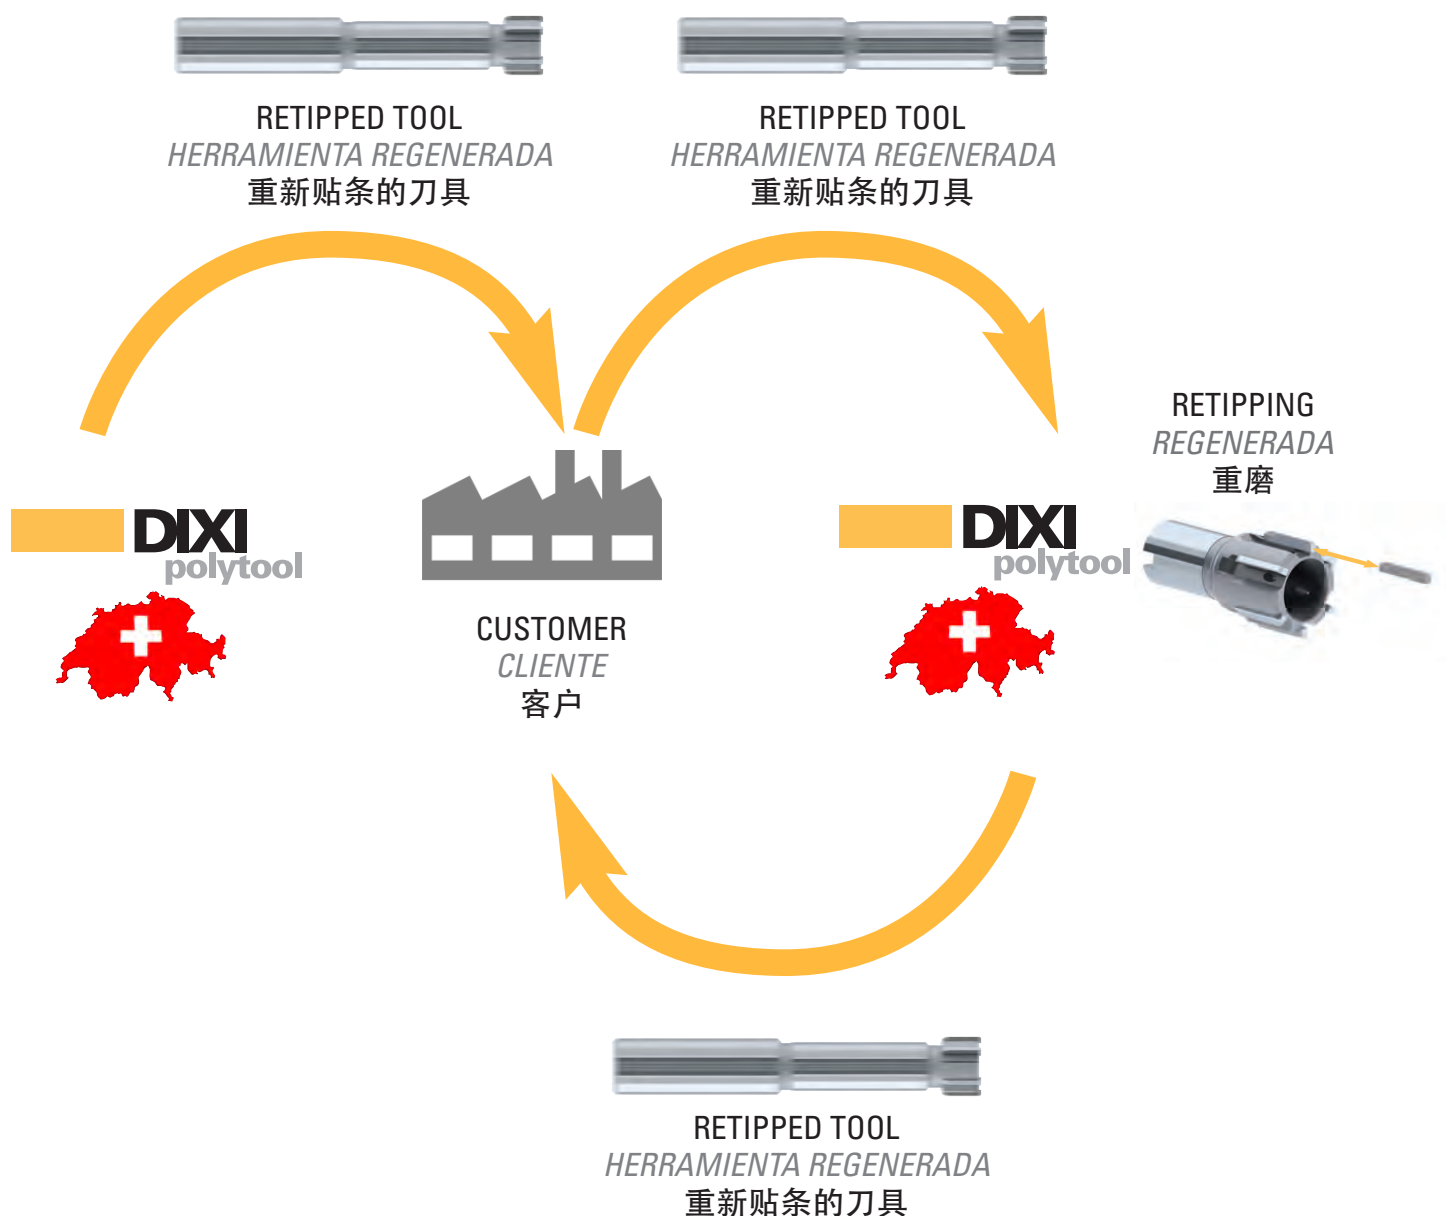 RETIPPED TOOL
HERRAMIENTA REGENERADA
重新贴条的刀具
RETIPPED TOOL
HERRAMIENTA REGENERADA
重新贴条的刀具
RETIPPING
REGENERADA
重磨
DIXI
polytool
CUSTOMER
CLIENTE
客户
DIXI
polytool
RETIPPED TOOL
HERRAMIENTA REGENERADA
重新贴条的刀具